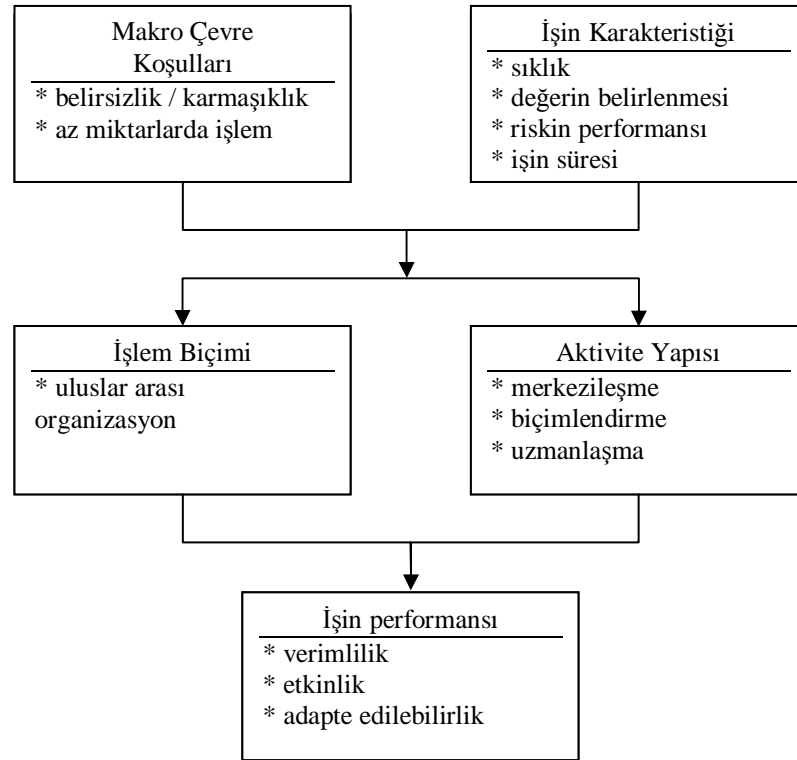 Makro Çevre
Koşulları
* belirsizlik / karmaşıklık
* az miktarlarda işlem
İşin Karakteristiği
* sıklık
* değerin belirlenmesi
* riskin performansı
* işin süresi
İşlem Biçimi
* uluslar arası
organizasyon
Aktivite Yapısı
* merkezileşme
* biçimlendirme
* uzmanlaşma
İşin performansı
* verimlilik
* etkinlik
* adapte edilebilirlik